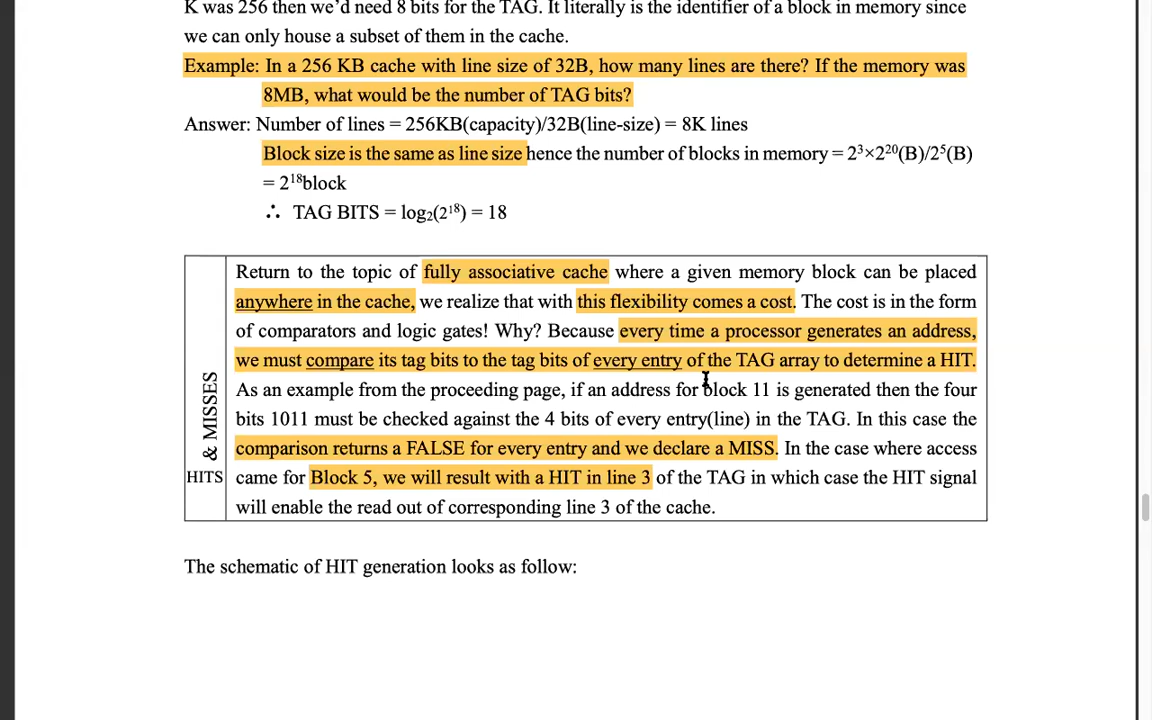 K was 256 then we'd need 8 bits for the TAG. It literally is the identifier of a block in memory since
we can only house a subset of them in the cache.
Example: In a 256 KB cache with line size of 32B, how many lines are there? If the memory was
8MB, what would be the number of TAG bits?
Answer: Number of lines = 256KB(capacity)/32B(line-size) = 8K lines
Block size is the same as line size hence the number of blocks in memory = 2³×2²⁰(B)/2⁵(B)
= 2¹⁸block
∴ TAG BITS = log₂(2¹⁸) = 18
HITS & MISSES
Return to the topic of fully associative cache where a given memory block can be placed
anywhere in the cache, we realize that with this flexibility comes a cost. The cost is in the form
of comparators and logic gates! Why? Because every time a processor generates an address,
we must compare its tag bits to the tag bits of every entry of the TAG array to determine a HIT.
As an example from the proceeding page, if an address for block 11 is generated then the four
bits 1011 must be checked against the 4 bits of every entry(line) in the TAG. In this case the
comparison returns a FALSE for every entry and we declare a MISS. In the case where access
came for Block 5, we will result with a HIT in line 3 of the TAG in which case the HIT signal
will enable the read out of corresponding line 3 of the cache.
The schematic of HIT generation looks as follow: